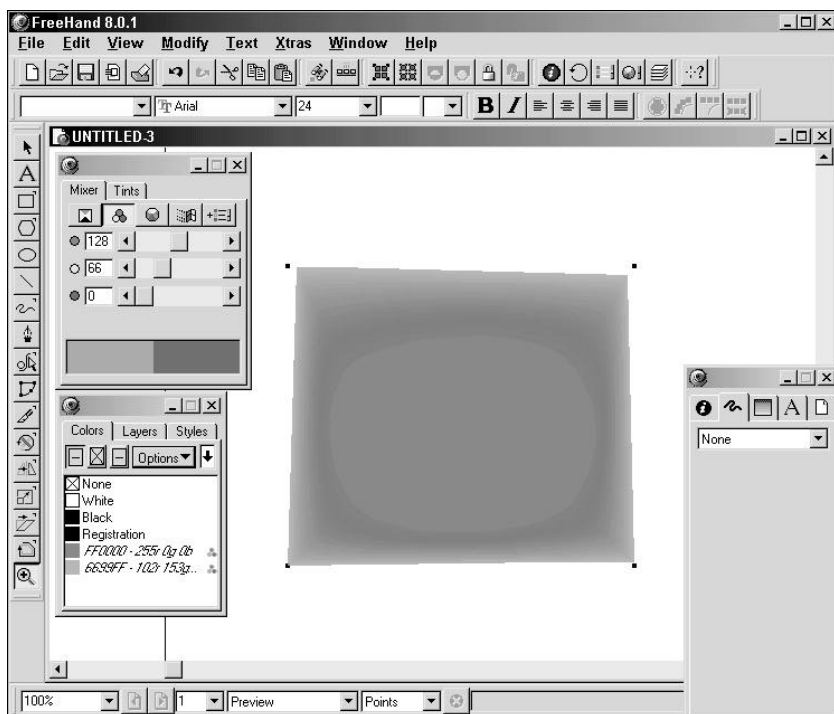 FreeHand 8.0.1
File Edit View Modify Text Xtras Window Help
Arial 24 B I
UNTITLED-3
Mixer Tints
128
66
0
Colors Layers Styles
Options
None
White
Black
Registration
FF0000 - 255r 0g 0b
6699FF - 102r 153g..
A
None
100% 1 Preview Points